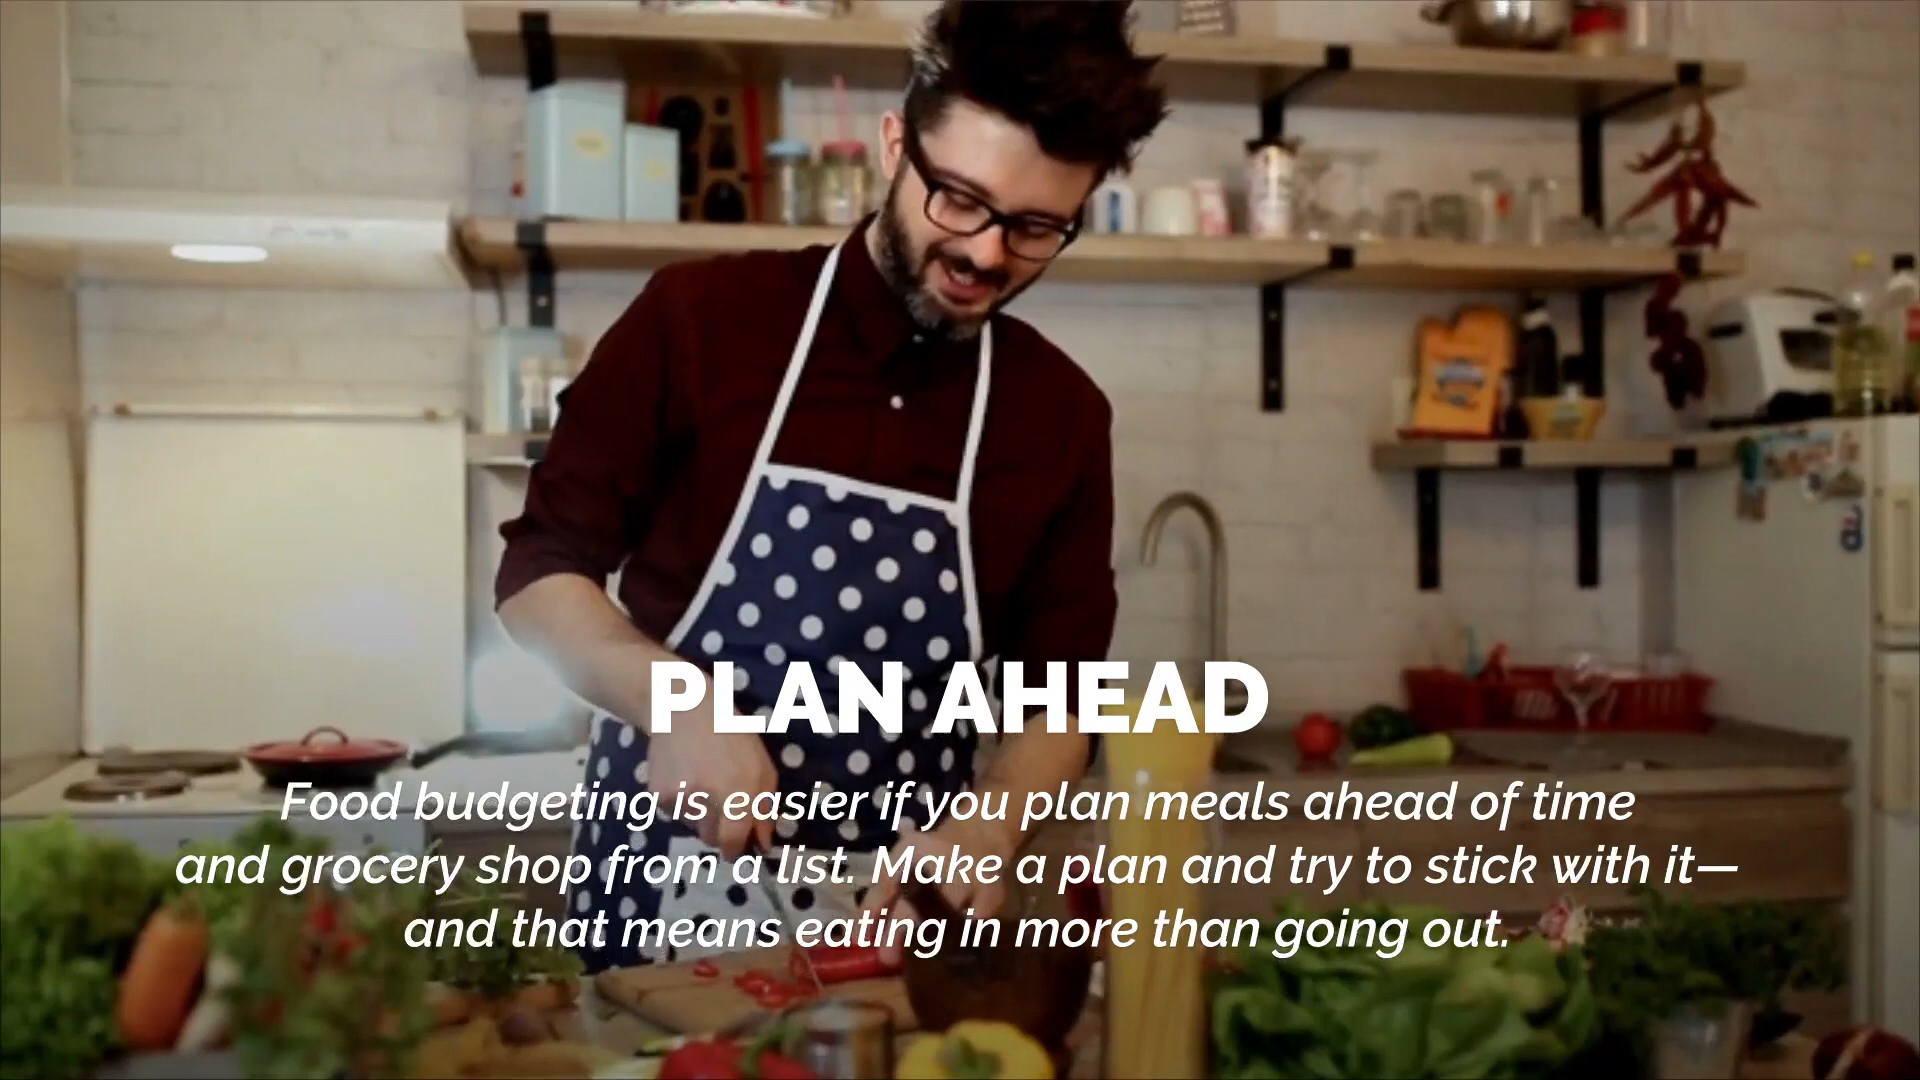 PLAN AHEAD
Food budgeting is easier if you plan meals ahead of time
and grocery shop from a list. Make a plan and try to stick with it—
and that means eating in more than going out.